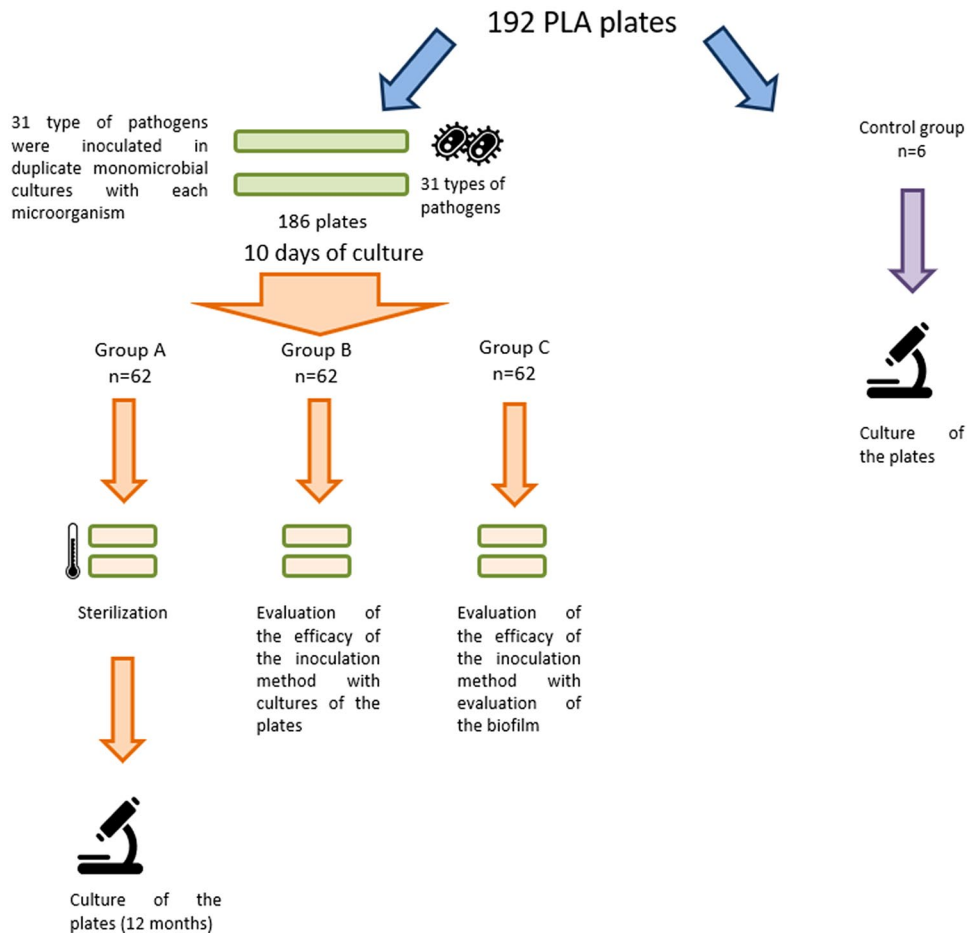 192 PLA plates
31 type of pathogens
were inoculated in
duplicate monomicrobial
cultures with each
microorganism
31 types of
pathogens
186 plates
10 days of culture
Control group
n=6
Culture of
the plates
Group A
n=62
Group B
n=62
Group C
n=62
Sterilization
Evaluation of
the efficacy of
the inoculation
method with
cultures of the
plates
Evaluation of
the efficacy of
the inoculation
method with
evaluation of
the biofilm
Culture of the
plates (12 months)